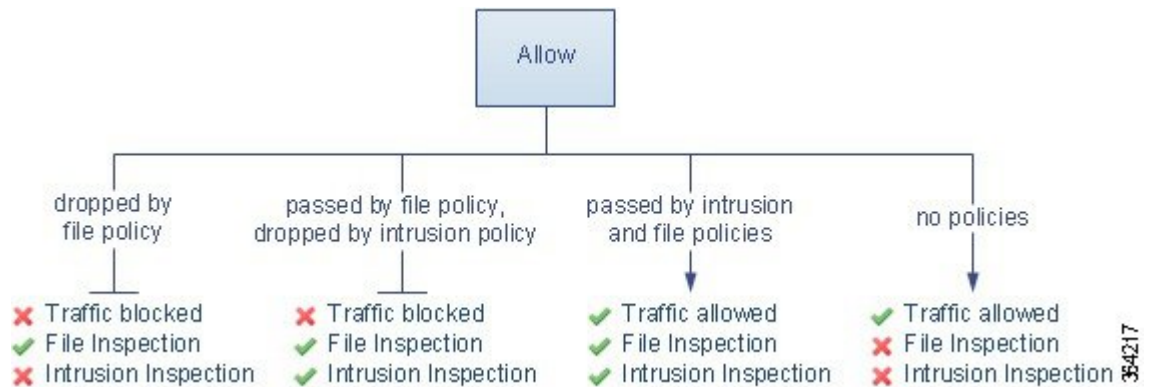 Allow
dropped by
file policy
passed by file policy,
dropped by intrusion policy
passed by intrusion
and file policies
no policies
Traffic blocked
File Inspection
Intrusion Inspection
Traffic blocked
File Inspection
Intrusion Inspection
Traffic allowed
File Inspection
Intrusion Inspection
Traffic allowed
File Inspection
Intrusion Inspection
354217